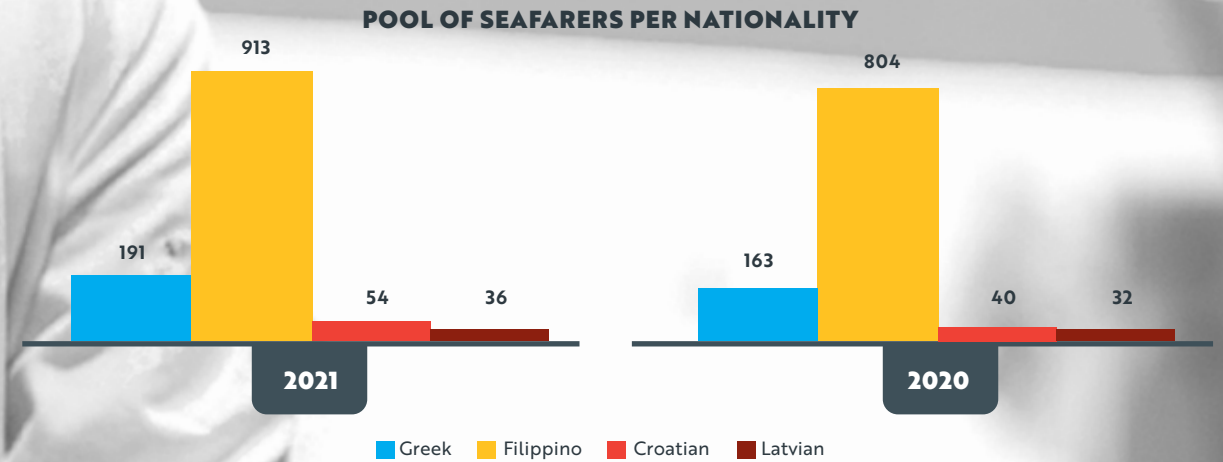 POOL OF SEAFARERS PER NATIONALITY
913
191
54
36
2021
804
163
40
32
2020
Greek
Filippino
Croatian
Latvian